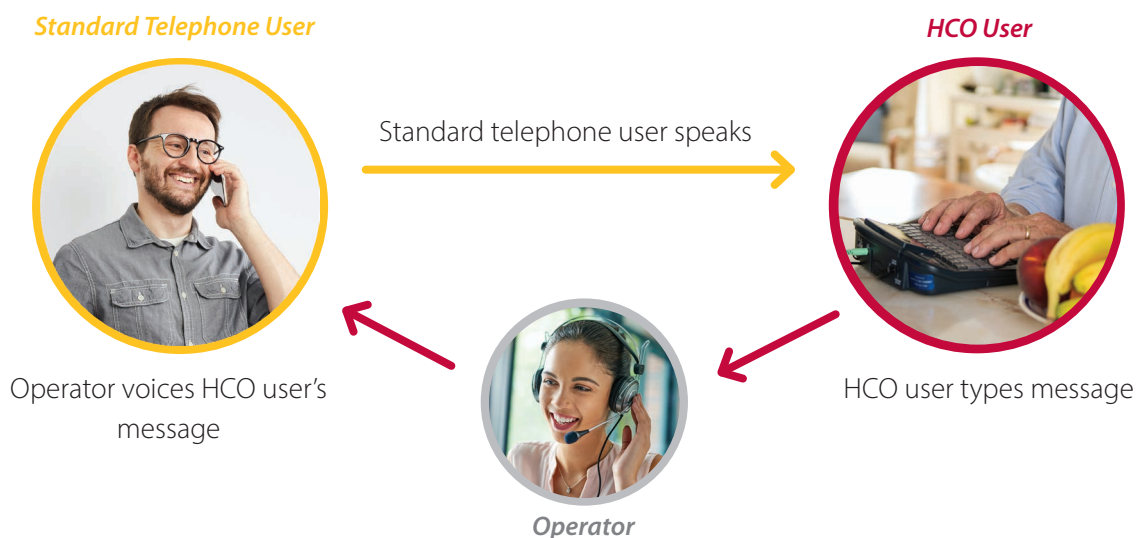 Standard Telephone User
HCO User
Standard telephone user speaks
Operator voices HCO user's
message
HCO user types message
Operator